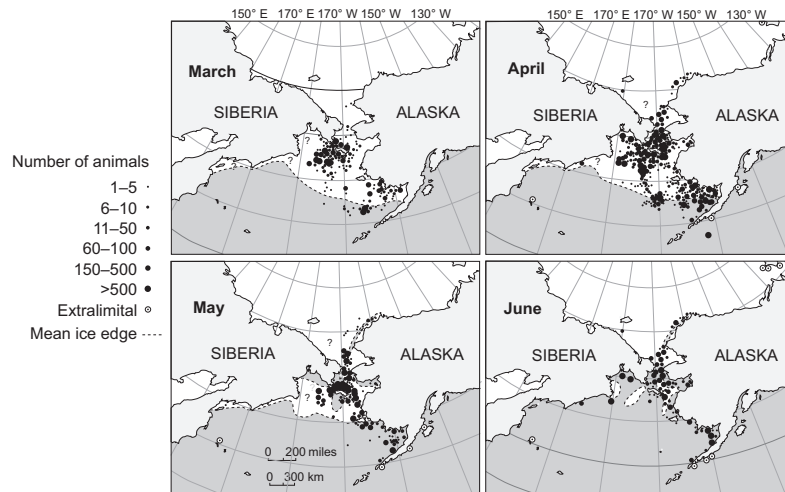 150° E 170° E 170° W 150° W 130° W
150° E 170° E 170° W 150° W 130° W
March
SIBERIA
ALASKA
?
?
April
SIBERIA
ALASKA
?
?
?
Number of animals
1–5
6–10
11–50
60–100
150–500
>500
Extralimital
Mean ice edge
May
SIBERIA
ALASKA
?
?
0 200 miles
0 300 km
June
SIBERIA
ALASKA